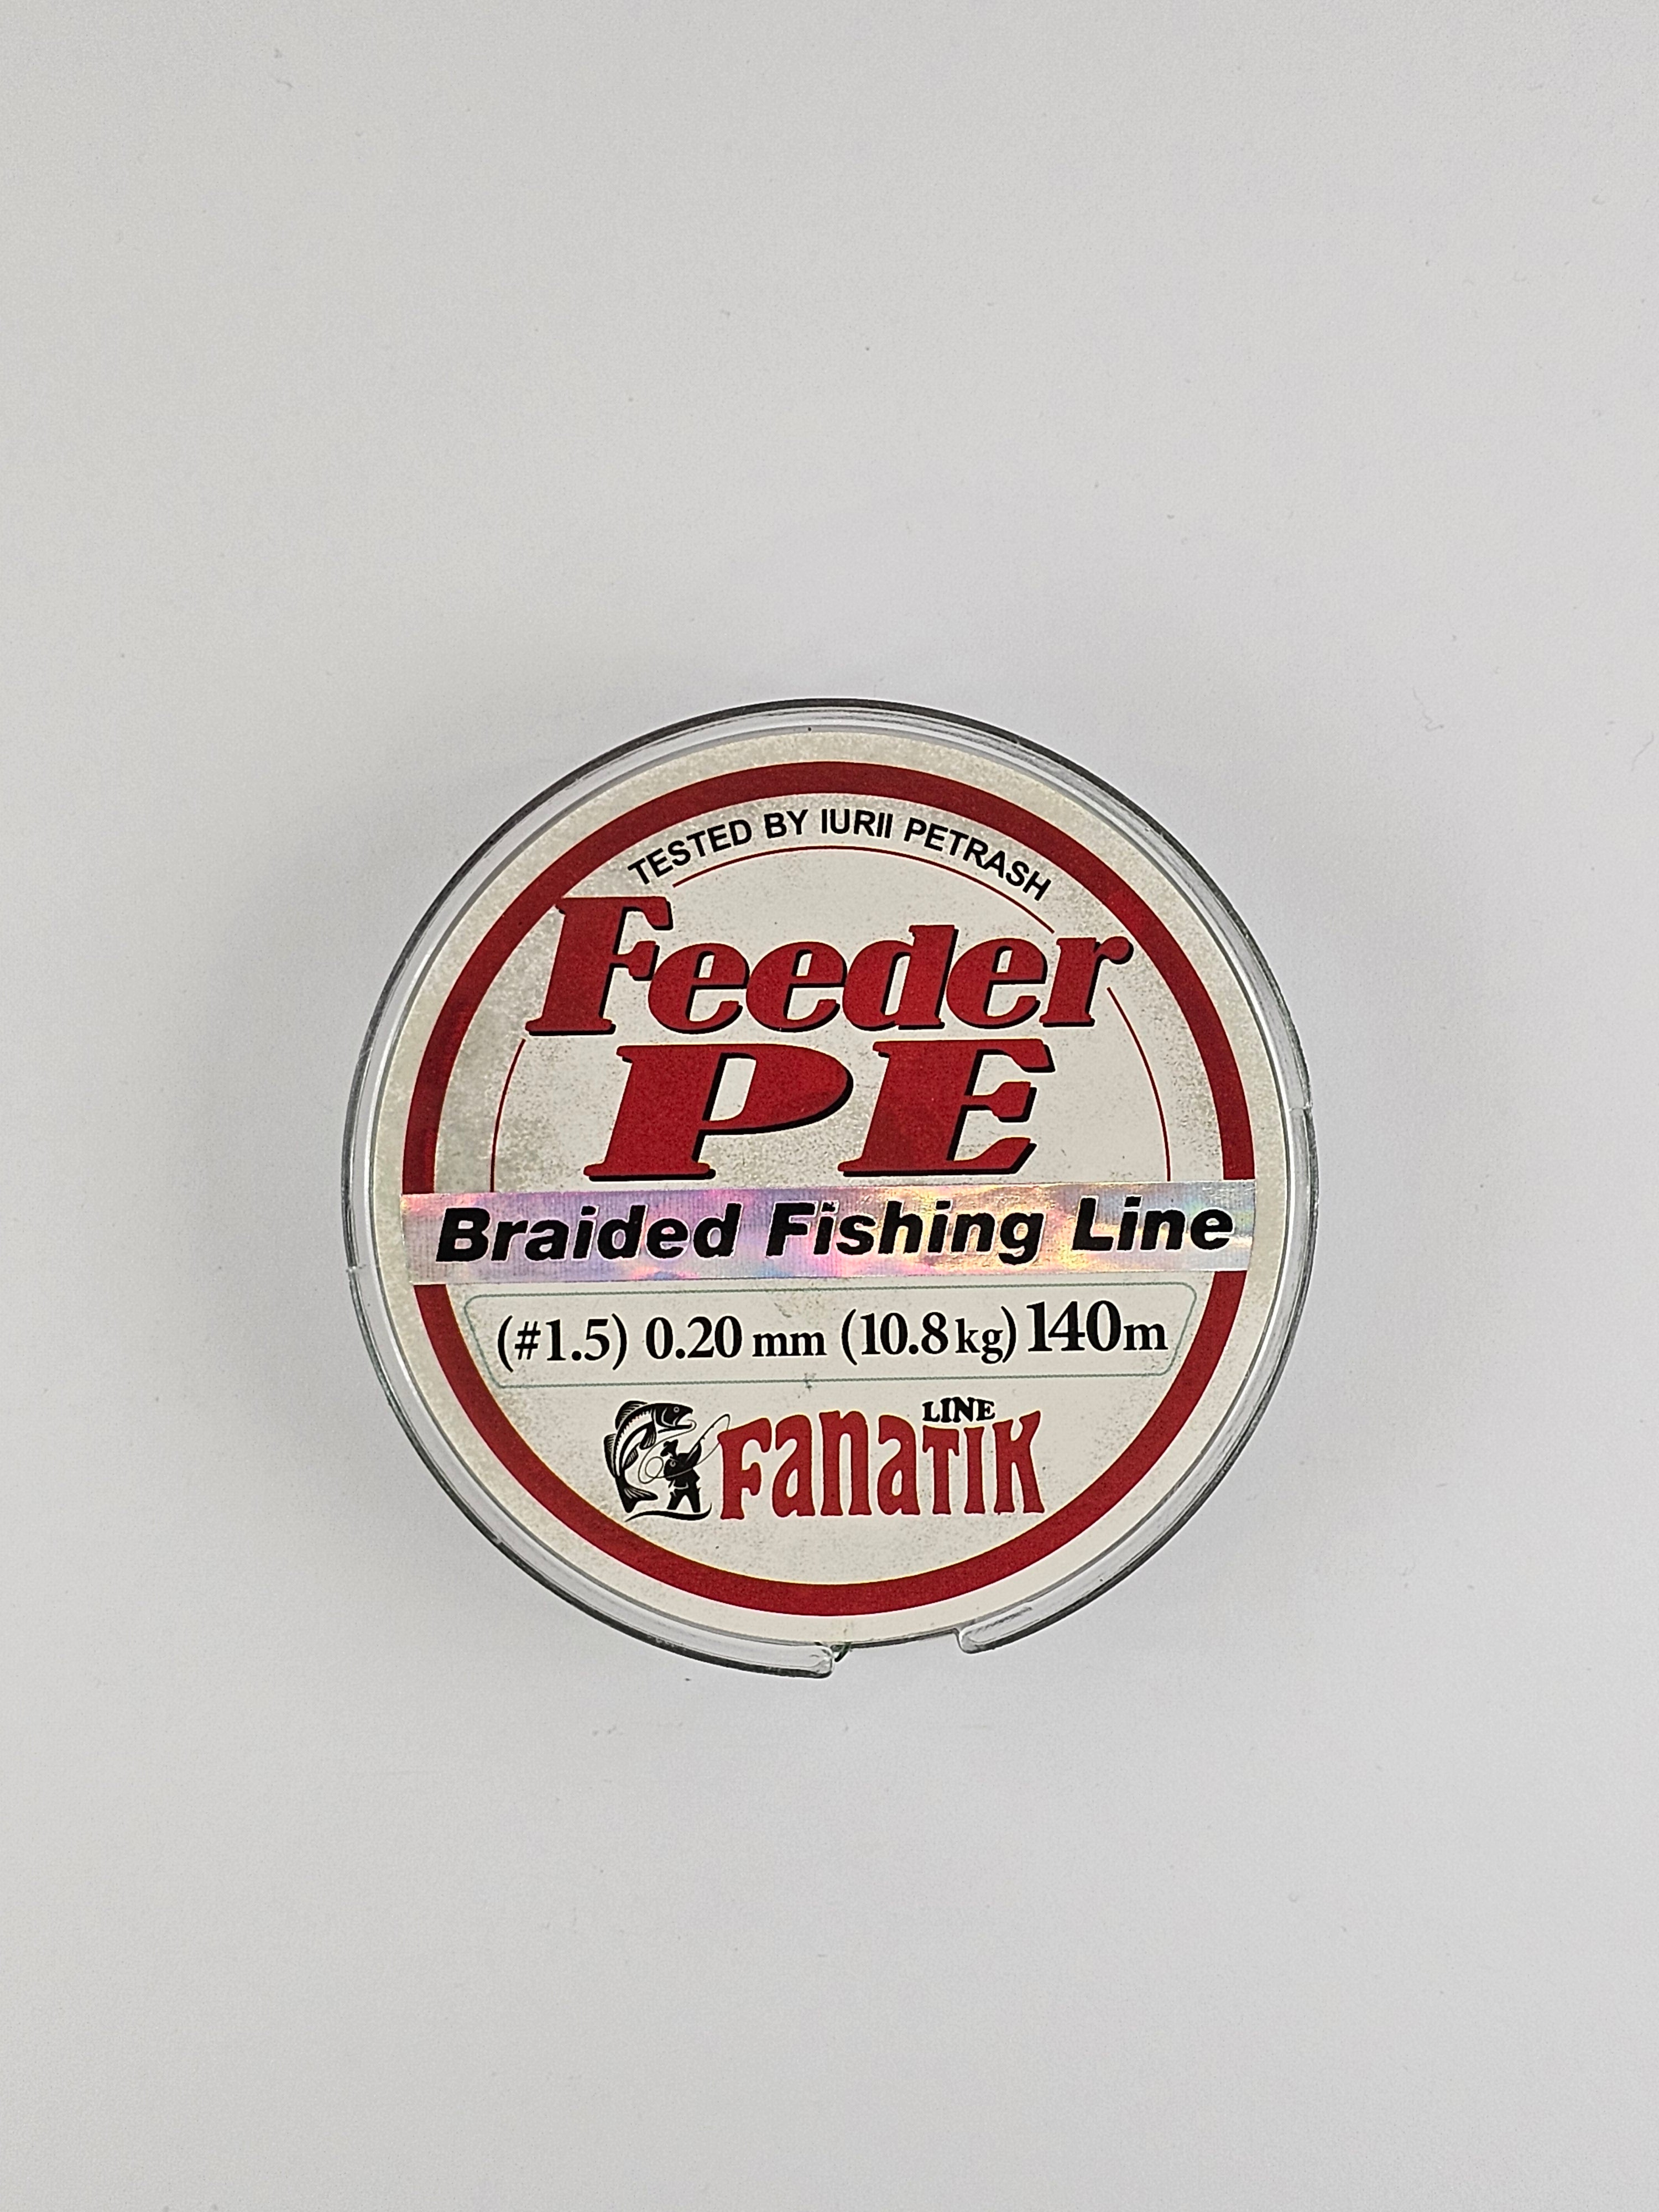 TESTED BY IURII PETRASH
Feeder
PE
Braided Fishing Line
(#1.5) 0.20 mm (10.8 kg) 140m
LINE
FANATIK